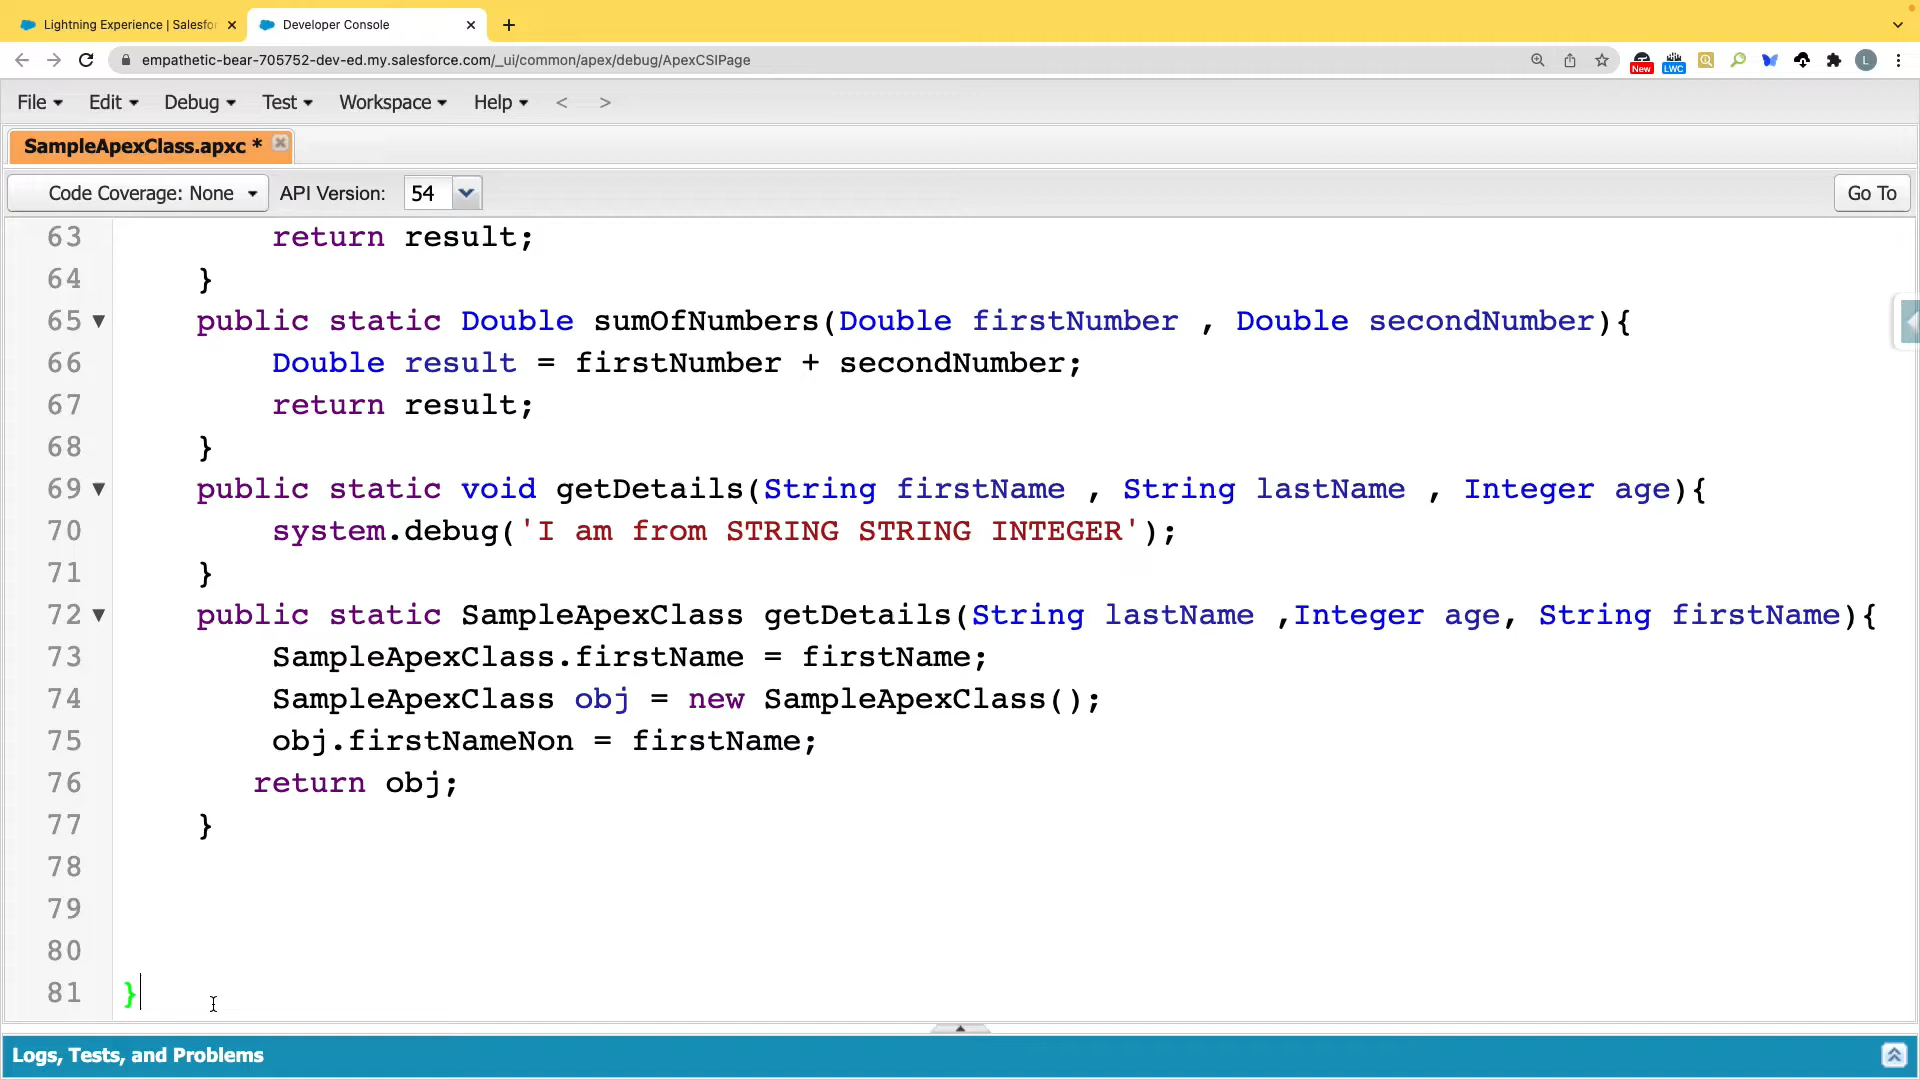 Lightning Experience | Salesfor
Developer Console
empathetic-bear-705752-dev-ed.my.salesforce.com/_ui/common/apex/debug/ApexCSIPage
New
LWC
L
File Edit Debug Test Workspace Help < >
SampleApexClass.apxc *
Code Coverage: None API Version: 54 Go To
63 return result;
64 }
65 public static Double sumOfNumbers(Double firstNumber , Double secondNumber){
66 Double result = firstNumber + secondNumber;
67 return result;
68 }
69 public static void getDetails(String firstName , String lastName , Integer age){
70 system.debug('I am from STRING STRING INTEGER');
71 }
72 public static SampleApexClass getDetails(String lastName ,Integer age, String firstName){
73 SampleApexClass.firstName = firstName;
74 SampleApexClass obj = new SampleApexClass();
75 obj.firstNameNon = firstName;
76 return obj;
77 }
78
79
80
81 }
Logs, Tests, and Problems